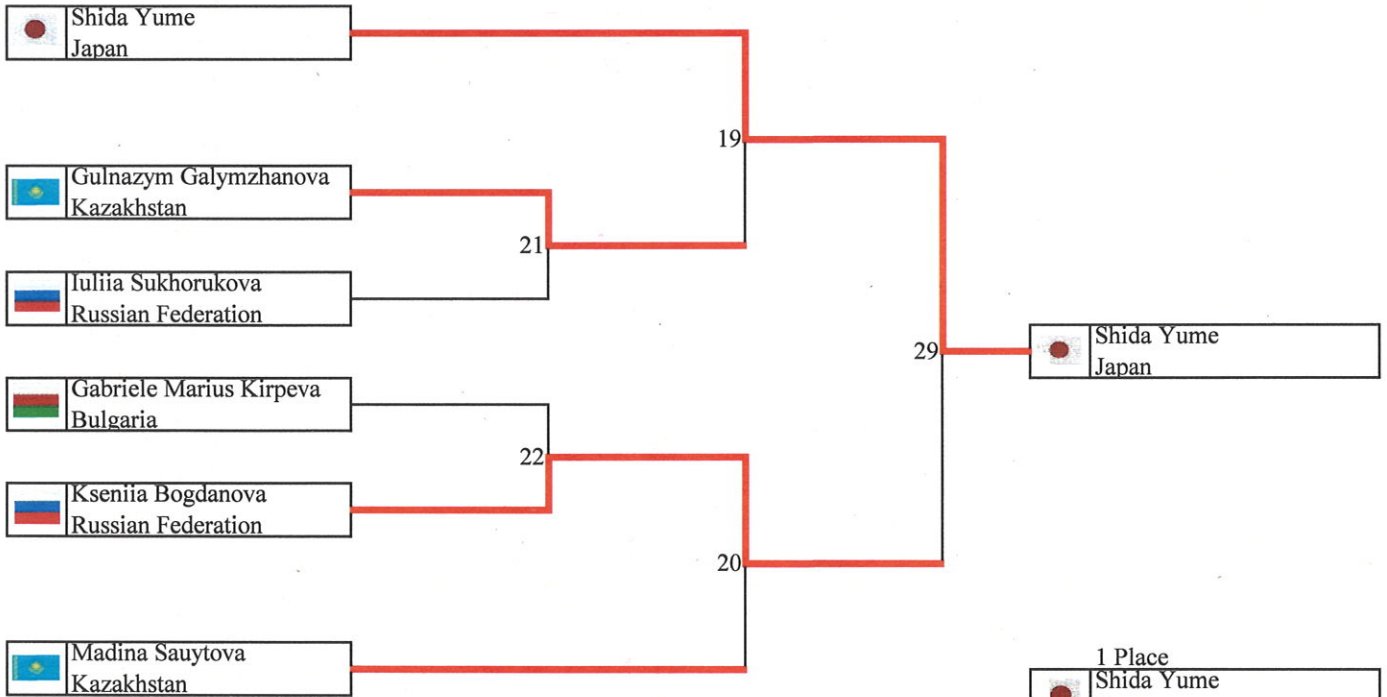 Shida Yume
Japan
19
Gulnazym Galymzhanova
Kazakhstan
21
Iuliia Sukhorukova
Russian Federation
29
Shida Yume
Japan
Gabriele Marius Kirpeva
Bulgaria
22
Kseniia Bogdanova
Russian Federation
20
Madina Sauytova
Kazakhstan
1 Place
Shida Yume